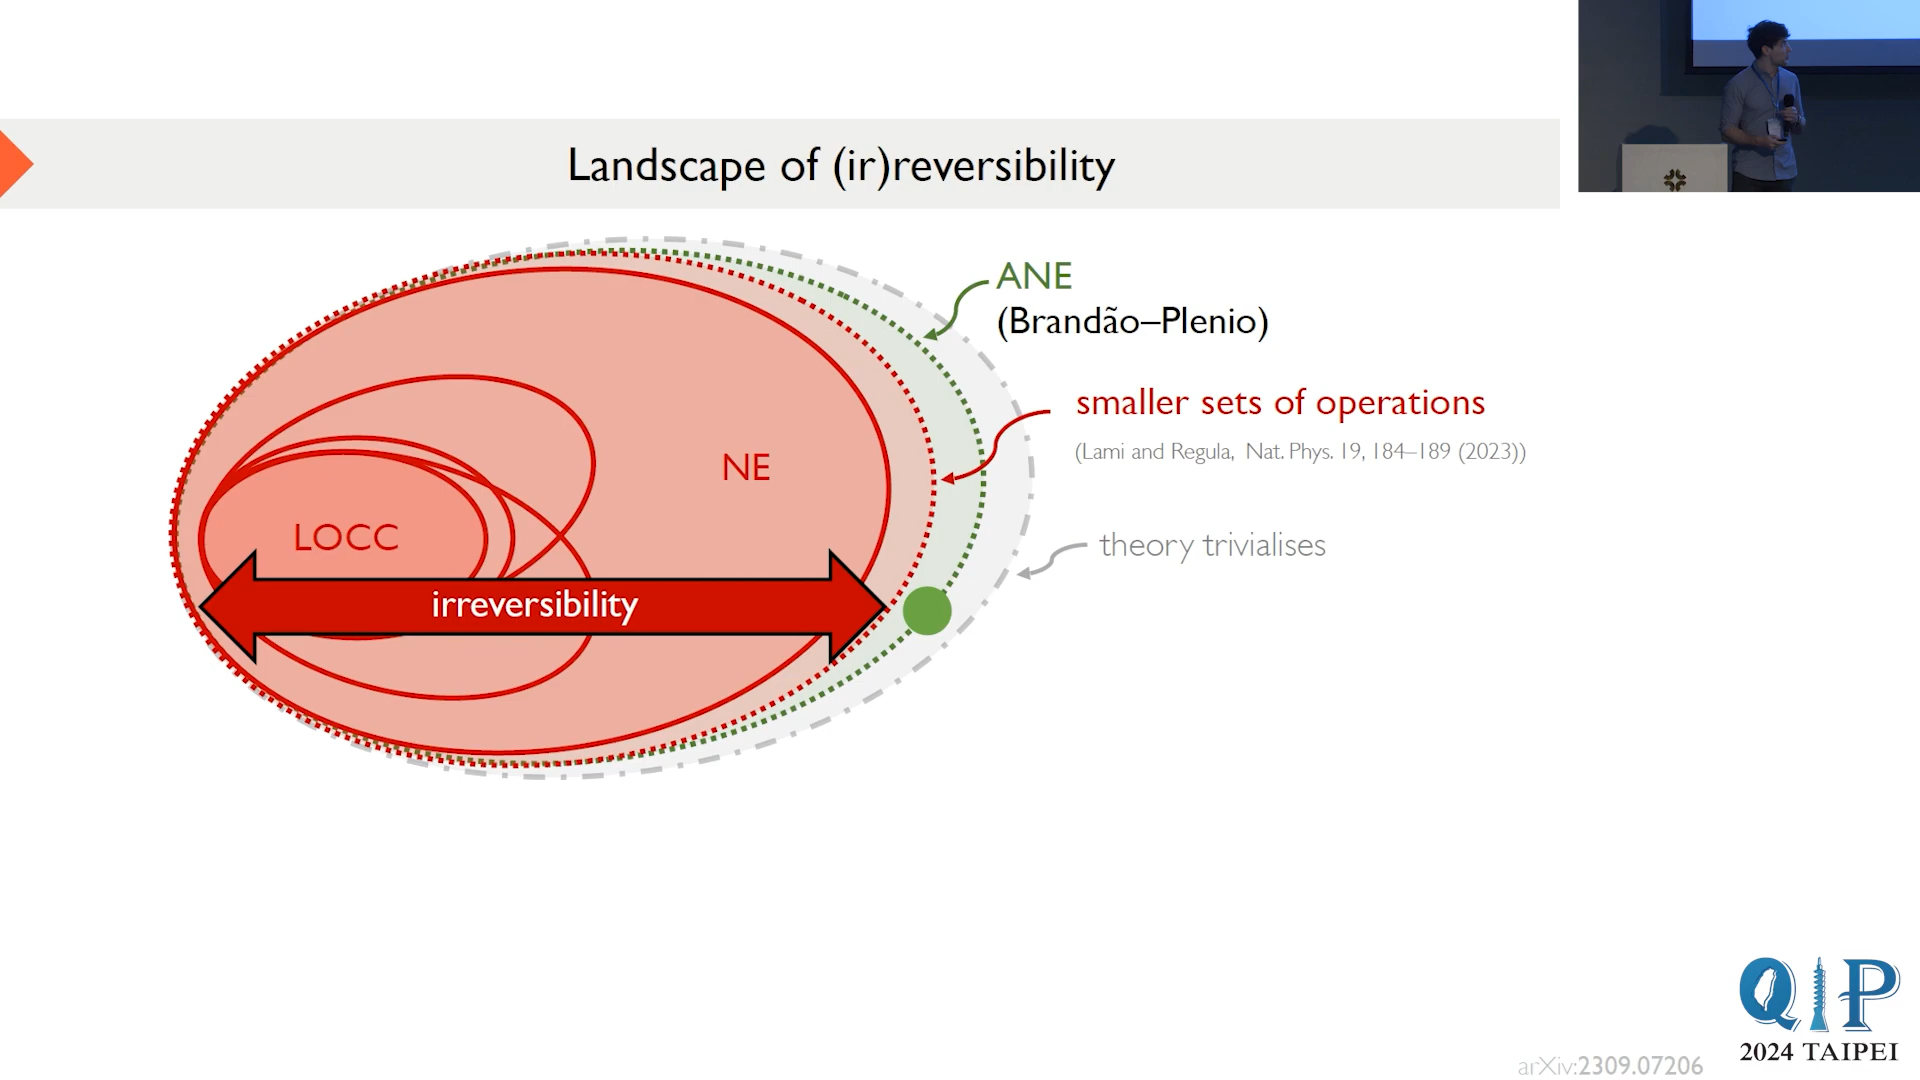 Landscape of (ir)reversibility
ANE
(Brandão–Plenio)
smaller sets of operations
(Lami and Regula, Nat. Phys. 19, 184–189 (2023))
NE
LOCC
theory trivialises
irreversibility
QIP
2024 TAIPEI
arXiv:2309.07206